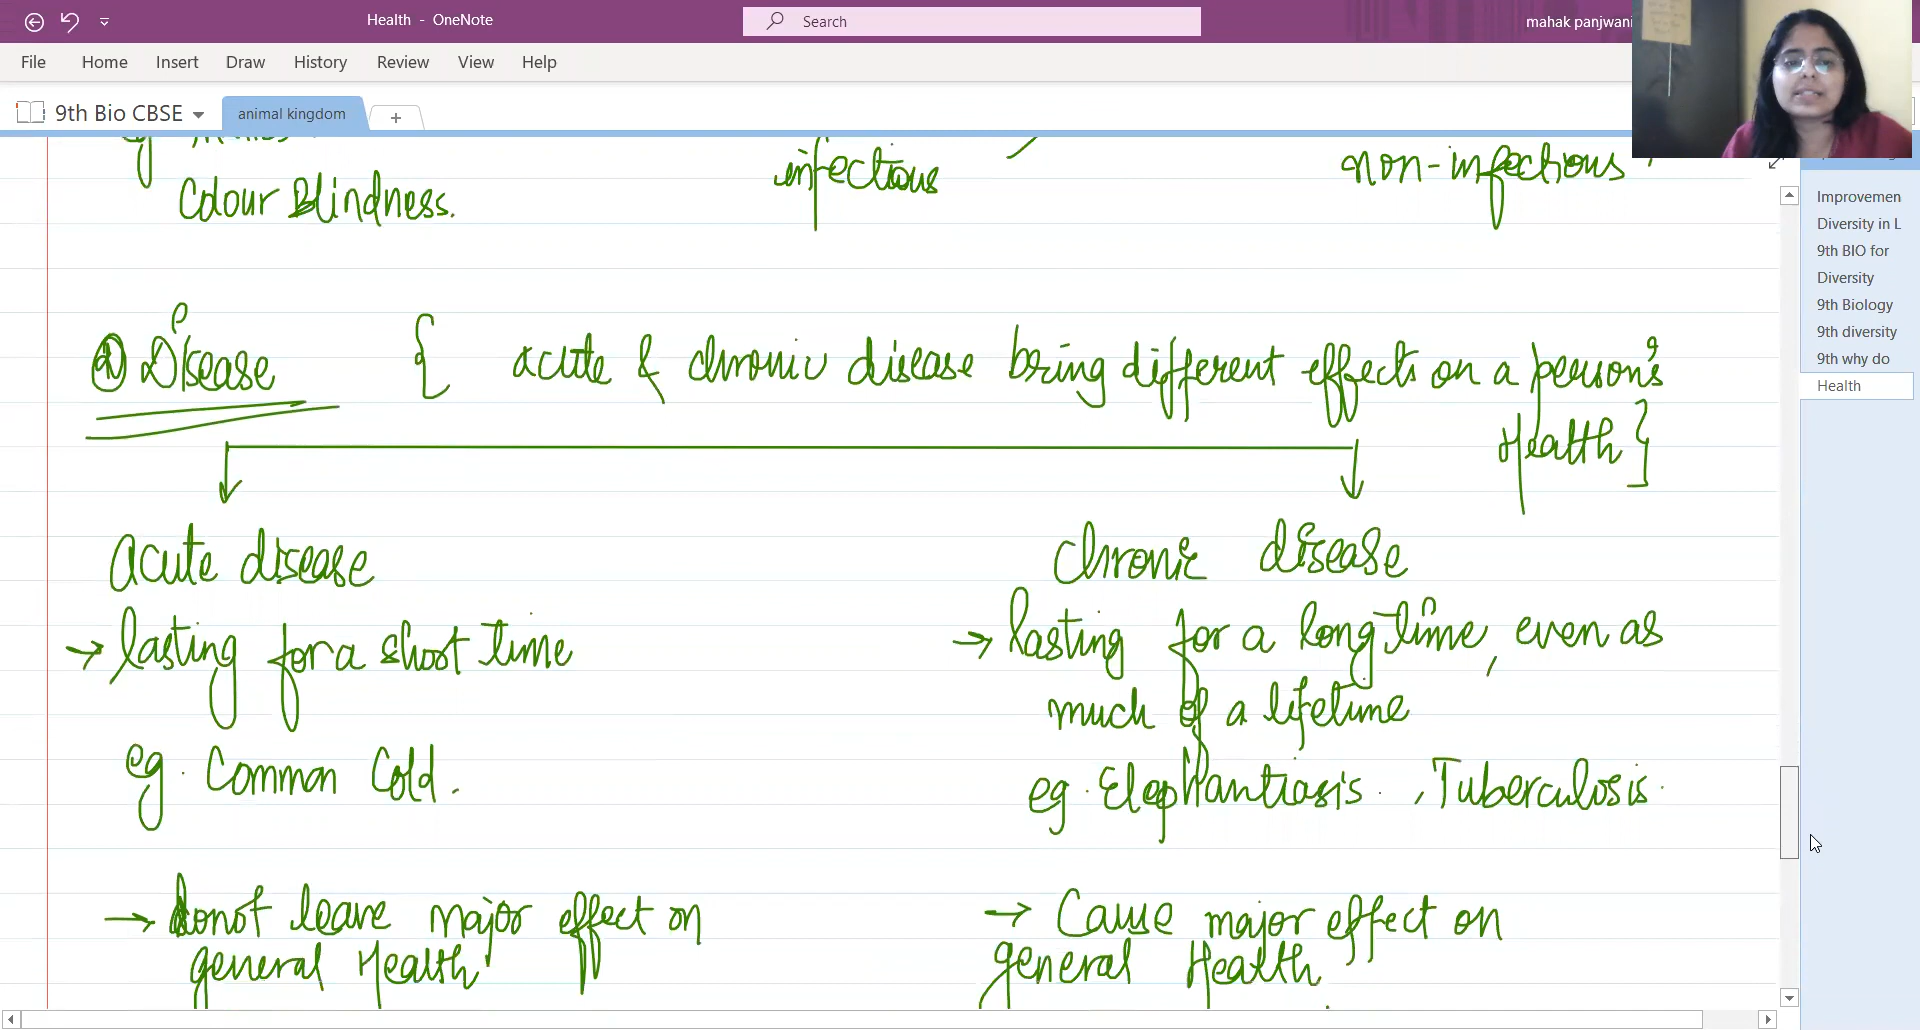 Health - OneNote
Search
mahak panjwani
File Home Insert Draw History Review View Help
9th Bio CBSE
animal kingdom
+
Improvemen
Diversity in L
9th BIO for
Diversity
9th Biology
9th diversity
9th why do
Health
eg
Colour Blindness.
infectious
non-infectious
Disease { acute & chronic disease being different effects on a person's
Health }
acute disease
→ lasting for a short time
eg. Common Cold.
→ donot leave major effect on
general Health
Chronic disease
→ lasting for a long time, even as
much of a lifetime
eg. Elephantiasis. , Tuberculosis.
→ Cause major effect on
general Health.